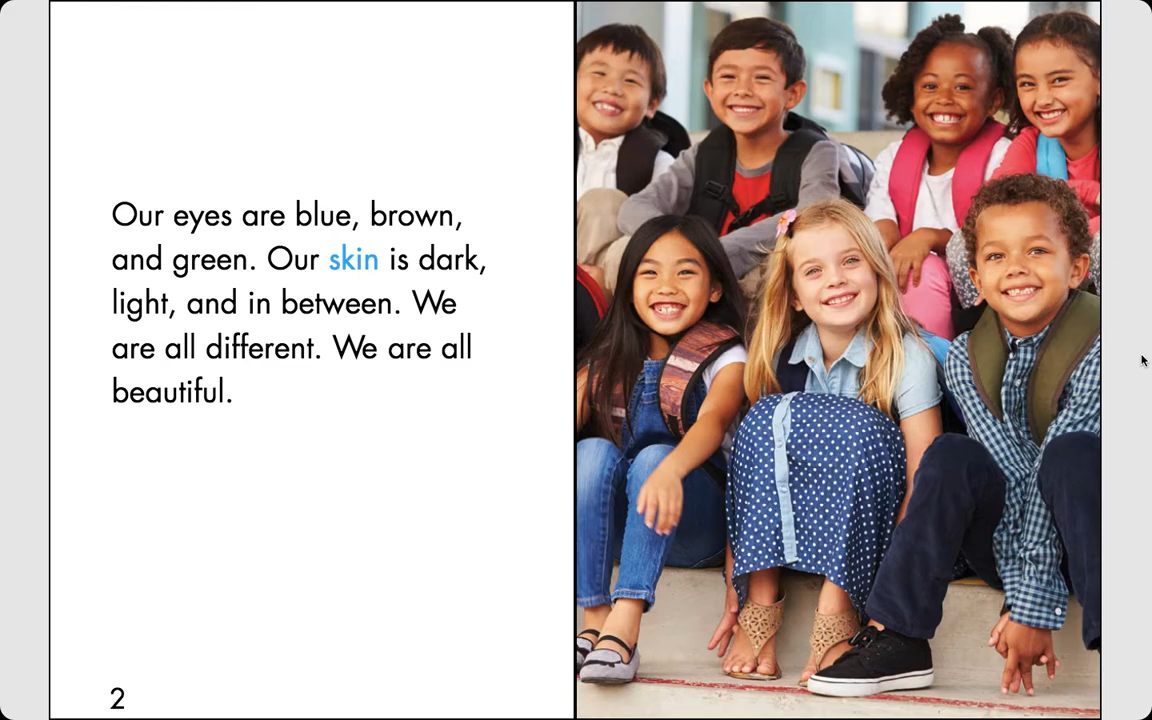 Our eyes are blue, brown,
and green. Our skin is dark,
light, and in between. We
are all different. We are all
beautiful.
2